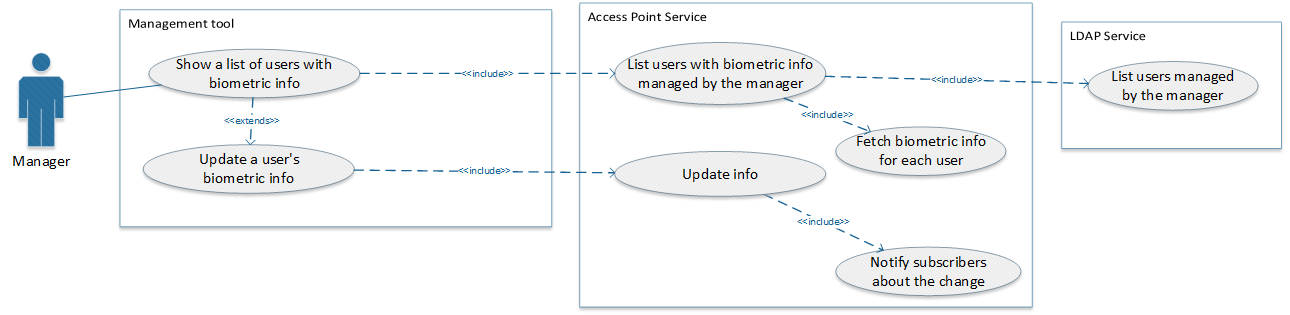 Management tool
Access Point Service
LDAP Service
Show a list of users with
biometric info
<<include>>
List users with biometric info
managed by the manager
<<include>>
List users managed
by the manager
<<extends>>
<<include>>
Manager
Fetch biometric info
for each user
Update a user's
biometric info
<<include>>
Update info
<<include>>
Notify subscribers
about the change